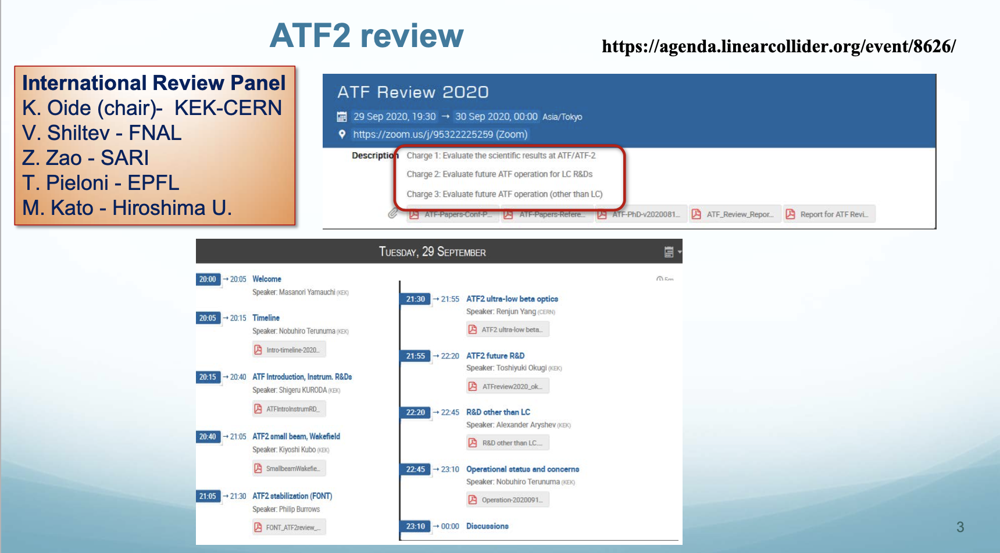 ATF2 review
https://agenda.linearcollider.org/event/8626/
International Review Panel
K. Oide (chair)- KEK-CERN
V. Shiltev - FNAL
Z. Zao - SARI
T. Pieloni - EPFL
M. Kato - Hiroshima U.
ATF Review 2020
29 Sep 2020, 19:30 → 30 Sep 2020, 00:00 Asia/Tokyo
https://zoom.us/j/95322225259 (Zoom)
Description Charge 1: Evaluate the scientific results at ATF/ATF-2
Charge 2: Evaluate future ATF operation for LC R&Ds
Charge 3: Evaluate future ATF operation (other than LC)
ATF-Papers-Conf-P... ATF-Papers-Refere... ATF-PhD-v2020081... ATF_Review_Repor... Report for ATF Revi...
Tuesday, 29 September
20:00 → 20:05 Welcome
Speaker: Masanori Yamauchi (KEK)
20:05 → 20:15 Timeline
Speaker: Nobuhiro Terunuma (KEK)
Intro-timeline-2020...
20:15 → 20:40 ATF Introduction, Instrum. R&Ds
Speaker: Shigeru KURODA (KEK)
ATFIntroInstrumRD_
20:40 → 21:05 ATF2 small beam, Wakefield
Speaker: Kiyoshi Kubo (KEK)
SmallbeamWakefie...
21:05 → 21:30 ATF2 stabilization (FONT)
Speaker: Philip Burrows
FONT_ATF2review_...
5m
21:30 → 21:55 ATF2 ultra-low beta optics
Speaker: Renjun Yang (CERN)
ATF2 ultra-low beta...
21:55 → 22:20 ATF2 future R&D
Speaker: Toshiyuki Okugi (KEK)
ATFreview2020_ok...
22:20 → 22:45 R&D other than LC
Speaker: Alexander Aryshev (KEK)
R&D other than LC....
22:45 → 23:10 Operational status and concerns
Speaker: Nobuhiro Terunuma (KEK)
Operation-2020091...
23:10 → 00:00 Discussions
3